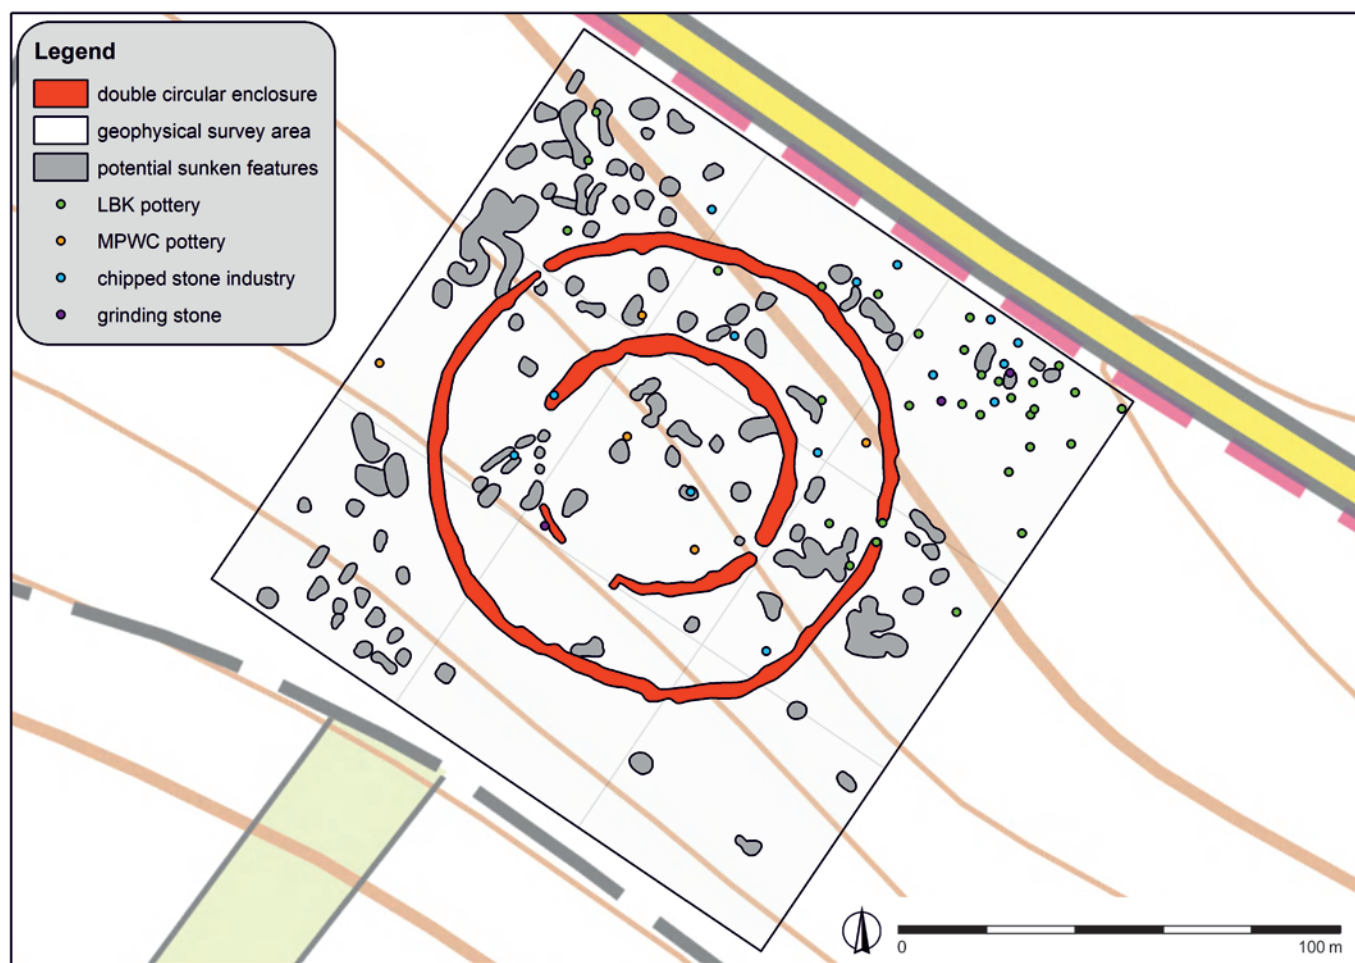 Legend
double circular enclosure
geophysical survey area
potential sunken features
LBK pottery
MPWC pottery
chipped stone industry
grinding stone
0 100 m